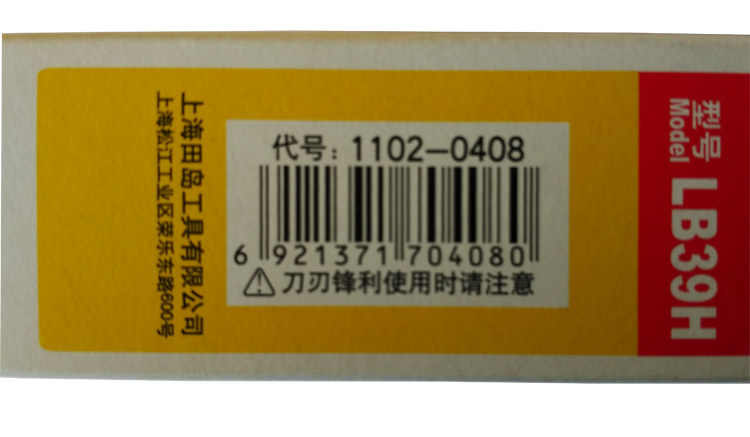 代号：1102-0408
6 921371 704080
刀刃锋利使用时请注意
上海田岛工具有限公司
上海松江工业区荣乐东路600号
型号
Model LB39H